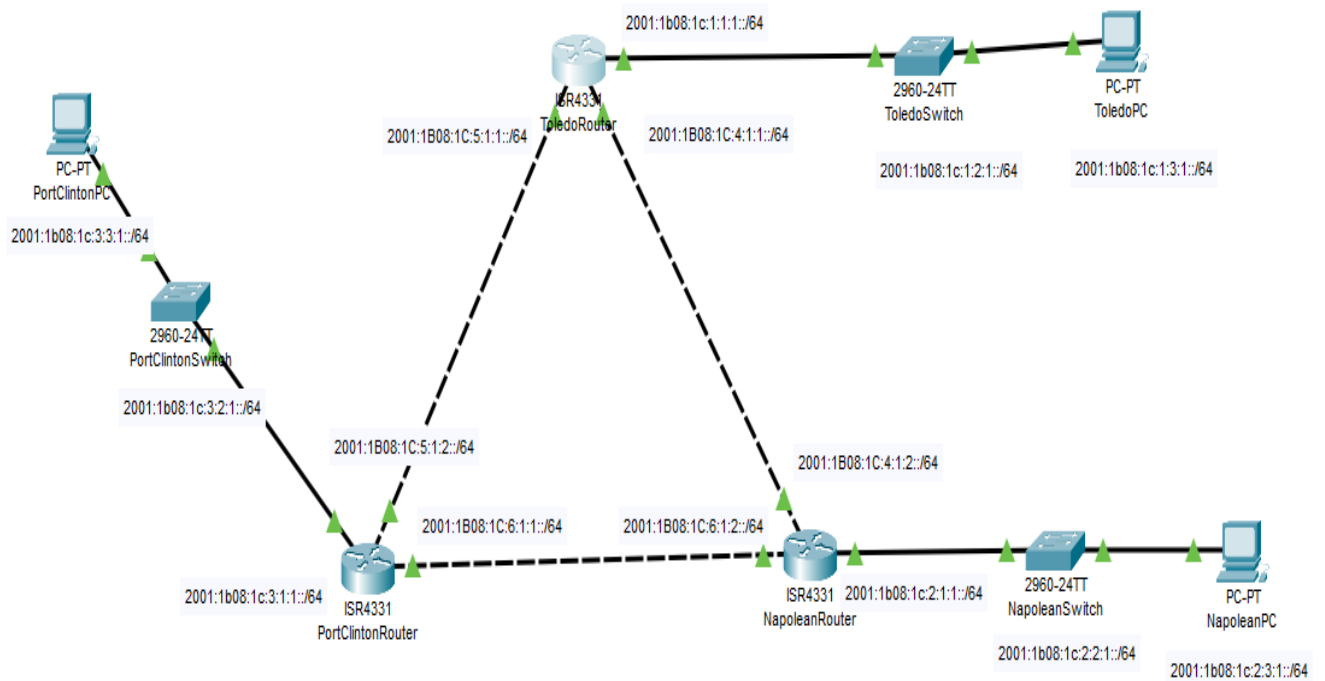 2001:1b08:1c:1:1:1::/64
ISR4331
ToledoRouter
2960-24TT
ToledoSwitch
PC-PT
ToledoPC
2001:1B08:1C:5:1:1::/64
2001:1B08:1C:4:1:1::/64
2001:1b08:1c:1:2:1::/64
2001:1b08:1c:1:3:1::/64
PC-PT
PortClintonPC
2001:1b08:1c:3:3:1::/64
2960-24TT
PortClintonSwitch
2001:1b08:1c:3:2:1::/64
2001:1B08:1C:5:1:2::/64
2001:1B08:1C:4:1:2::/64
2001:1B08:1C:6:1:1::/64
2001:1B08:1C:6:1:2::/64
2001:1b08:1c:3:1:1::/64
ISR4331
PortClintonRouter
ISR4331
NapoleanRouter
2001:1b08:1c:2:1:1::/64
2960-24TT
NapoleanSwitch
PC-PT
NapoleanPC
2001:1b08:1c:2:2:1::/64
2001:1b08:1c:2:3:1::/64